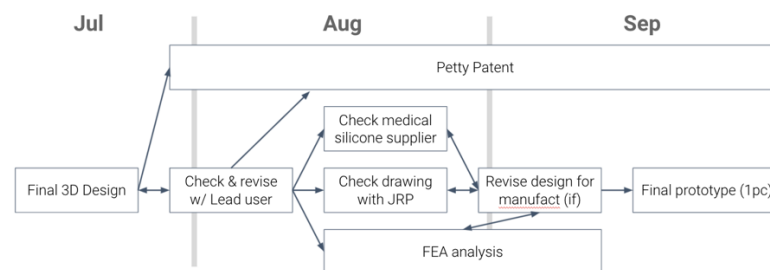 Jul
Aug
Sep
Petty Patent
Check medical
silicone supplier
Final 3D Design
Check & revise
w/ Lead user
Check drawing
with JRP
Revise design for
manufact (if)
Final prototype (1pc)
FEA analysis